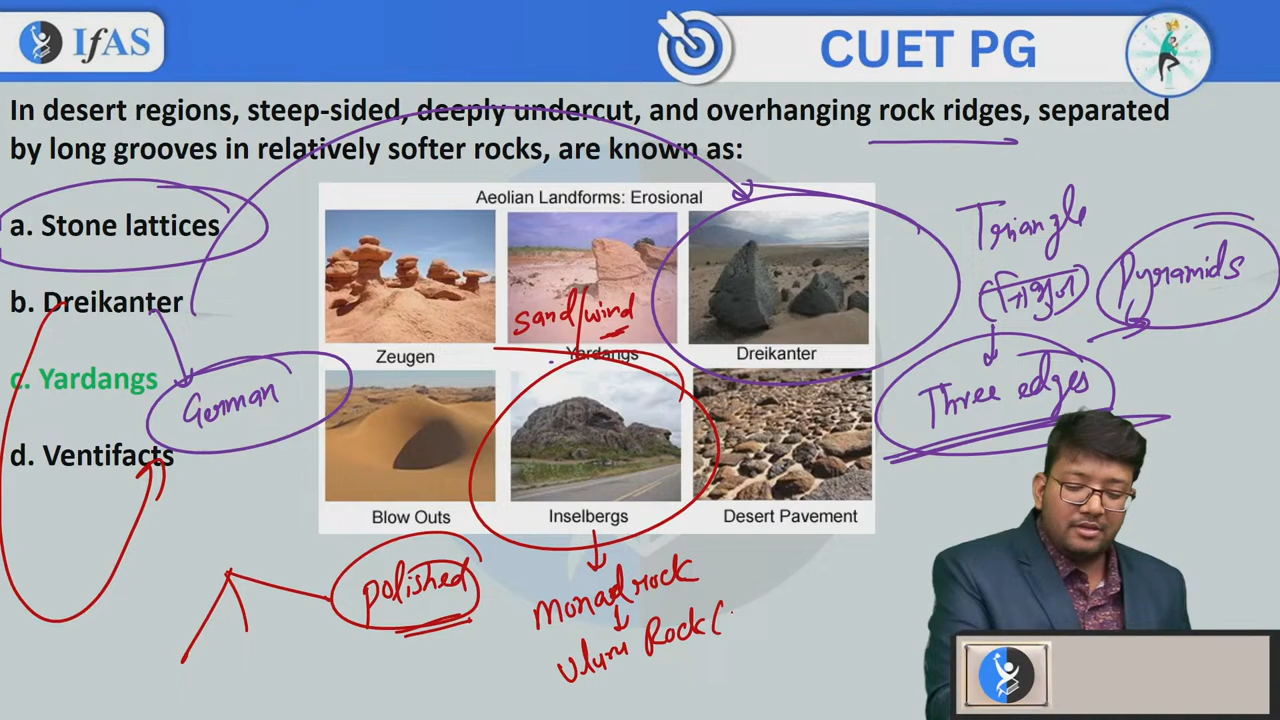 IfAS
CUET PG
In desert regions, steep-sided, deeply undercut, and overhanging rock ridges, separated
by long grooves in relatively softer rocks, are known as:
a. Stone lattices
b. Dreikanter
c. Yardangs
d. Ventifacts
German
Aeolian Landforms: Erosional
Zeugen
Yardangs
Dreikanter
Blow Outs
Inselbergs
Desert Pavement
sand/wind
Triangle
(त्रिभुज)
Pyramids
Three edges
polished
Monad rock
Uluru Rock (